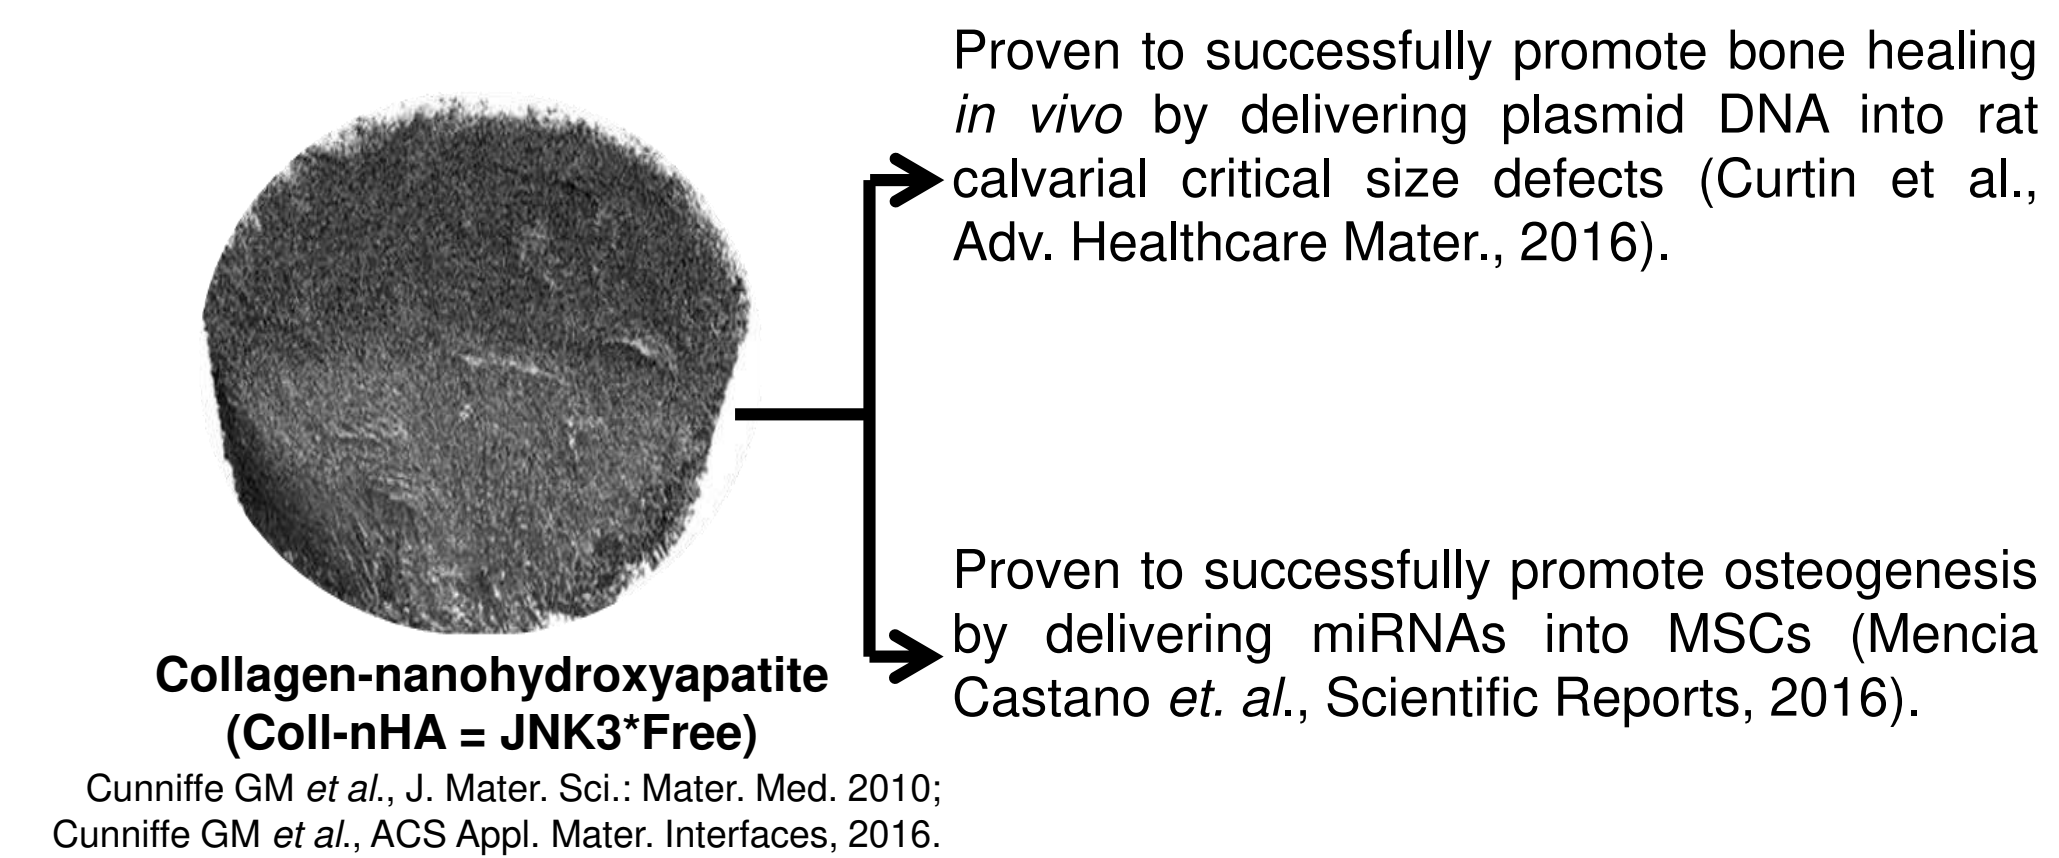 Proven to successfully promote bone healing
in vivo by delivering plasmid DNA into rat
calvarial critical size defects (Curtin et al.,
Adv. Healthcare Mater., 2016).
Proven to successfully promote osteogenesis
by delivering miRNAs into MSCs (Mencia
Castano et. al., Scientific Reports, 2016).
Collagen-nanohydroxyapatite
(Coll-nHA = JNK3*Free)
Cunniffe GM et al., J. Mater. Sci.: Mater. Med. 2010;
Cunniffe GM et al., ACS Appl. Mater. Interfaces, 2016.